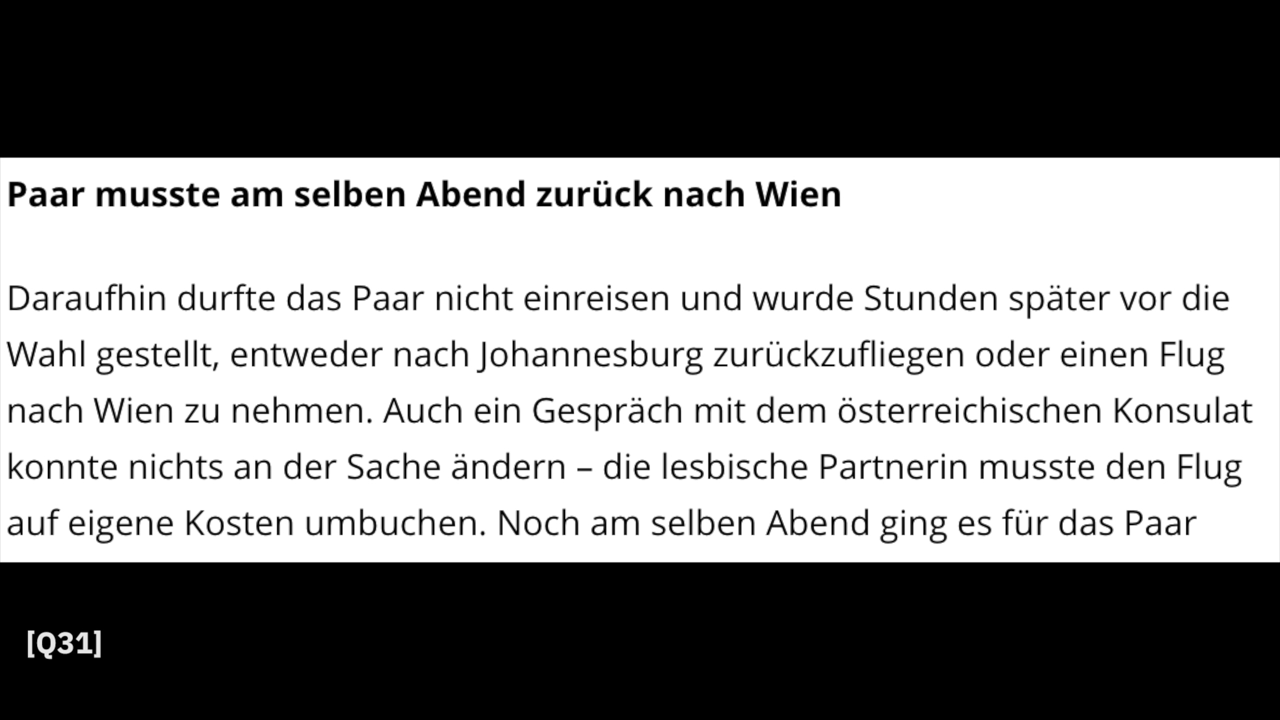 Paar musste am selben Abend zurück nach Wien
Daraufhin durfte das Paar nicht einreisen und wurde Stunden später vor die
Wahl gestellt, entweder nach Johannesburg zurückzufliegen oder einen Flug
nach Wien zu nehmen. Auch ein Gespräch mit dem österreichischen Konsulat
konnte nichts an der Sache ändern – die lesbische Partnerin musste den Flug
auf eigene Kosten umbuchen. Noch am selben Abend ging es für das Paar
[Q31]